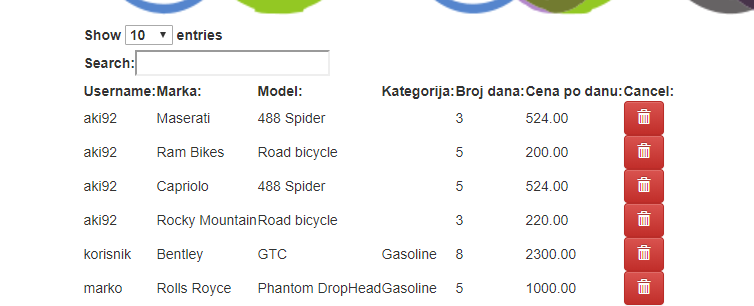 Show 10 entries
Search:
Username: Marka: Model: Kategorija: Broj dana: Cena po danu: Cancel:
aki92 Maserati 488 Spider 3 524.00
aki92 Ram Bikes Road bicycle 5 200.00
aki92 Capriolo 488 Spider 5 524.00
aki92 Rocky Mountain Road bicycle 3 220.00
korisnik Bentley GTC Gasoline 8 2300.00
marko Rolls Royce Phantom DropHead Gasoline 5 1000.00